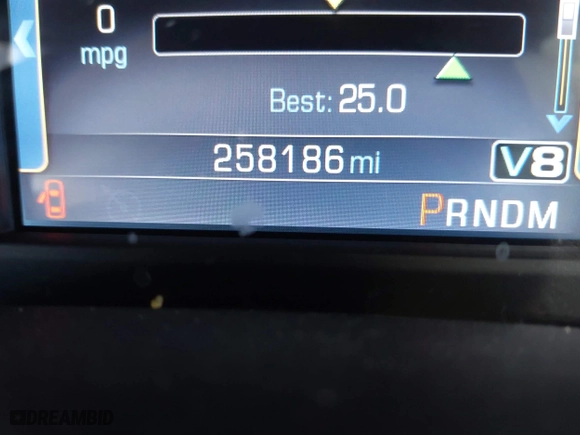 0
mpg
Best: 25.0
258186 mi
V8
PRNDM
DREAMBID